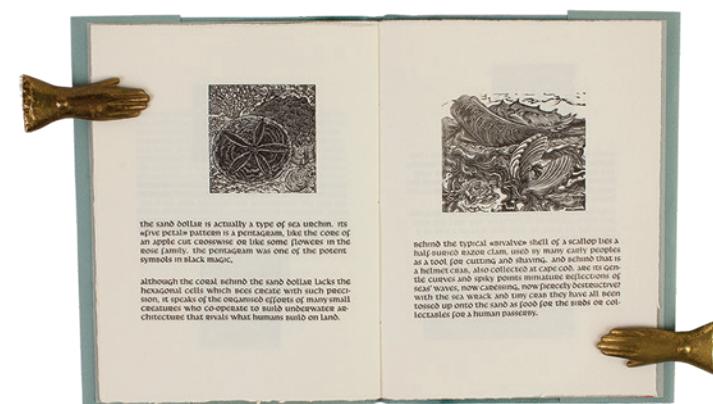 the sand dollar is actually a type of sea urchin. its
«five petal» pattern is a pentagram, like the core of
an apple cut crosswise or like some flowers in the
rose family. the pentagram was one of the potent
symbols in black magic.
although the coral behind the sand dollar lacks the
hexagonal cells which bees create with such preci-
sion, it speaks of the organised efforts of many small
creatures who co-operate to build underwater ar-
chitecture that rivals what humans build on land.
behind the typical «bivalve» shell of a scallop lies a
half-buried razor clam, used by many early peoples
as a tool for cutting and shaving. and behind that is
a helmet crab, also collected at cape cod. are its gen-
tle curves and spiky points miniature reflections of
seas' waves, now caressing, now fiercely destructive?
with the sea wrack and tiny crab they have all been
tossed up onto the sand as food for the birds or col-
lectables for a human passerby.